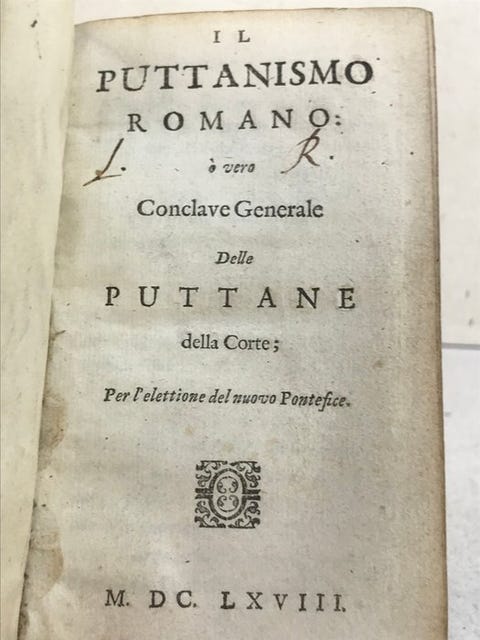 IL
PUTTANISMO
ROMANO:
L. R.
ò vero
Conclave Generale
Delle
PUTTANE
della Corte;
Per l'elettione del nuovo Pontefice.
M. DC. LXVIII.